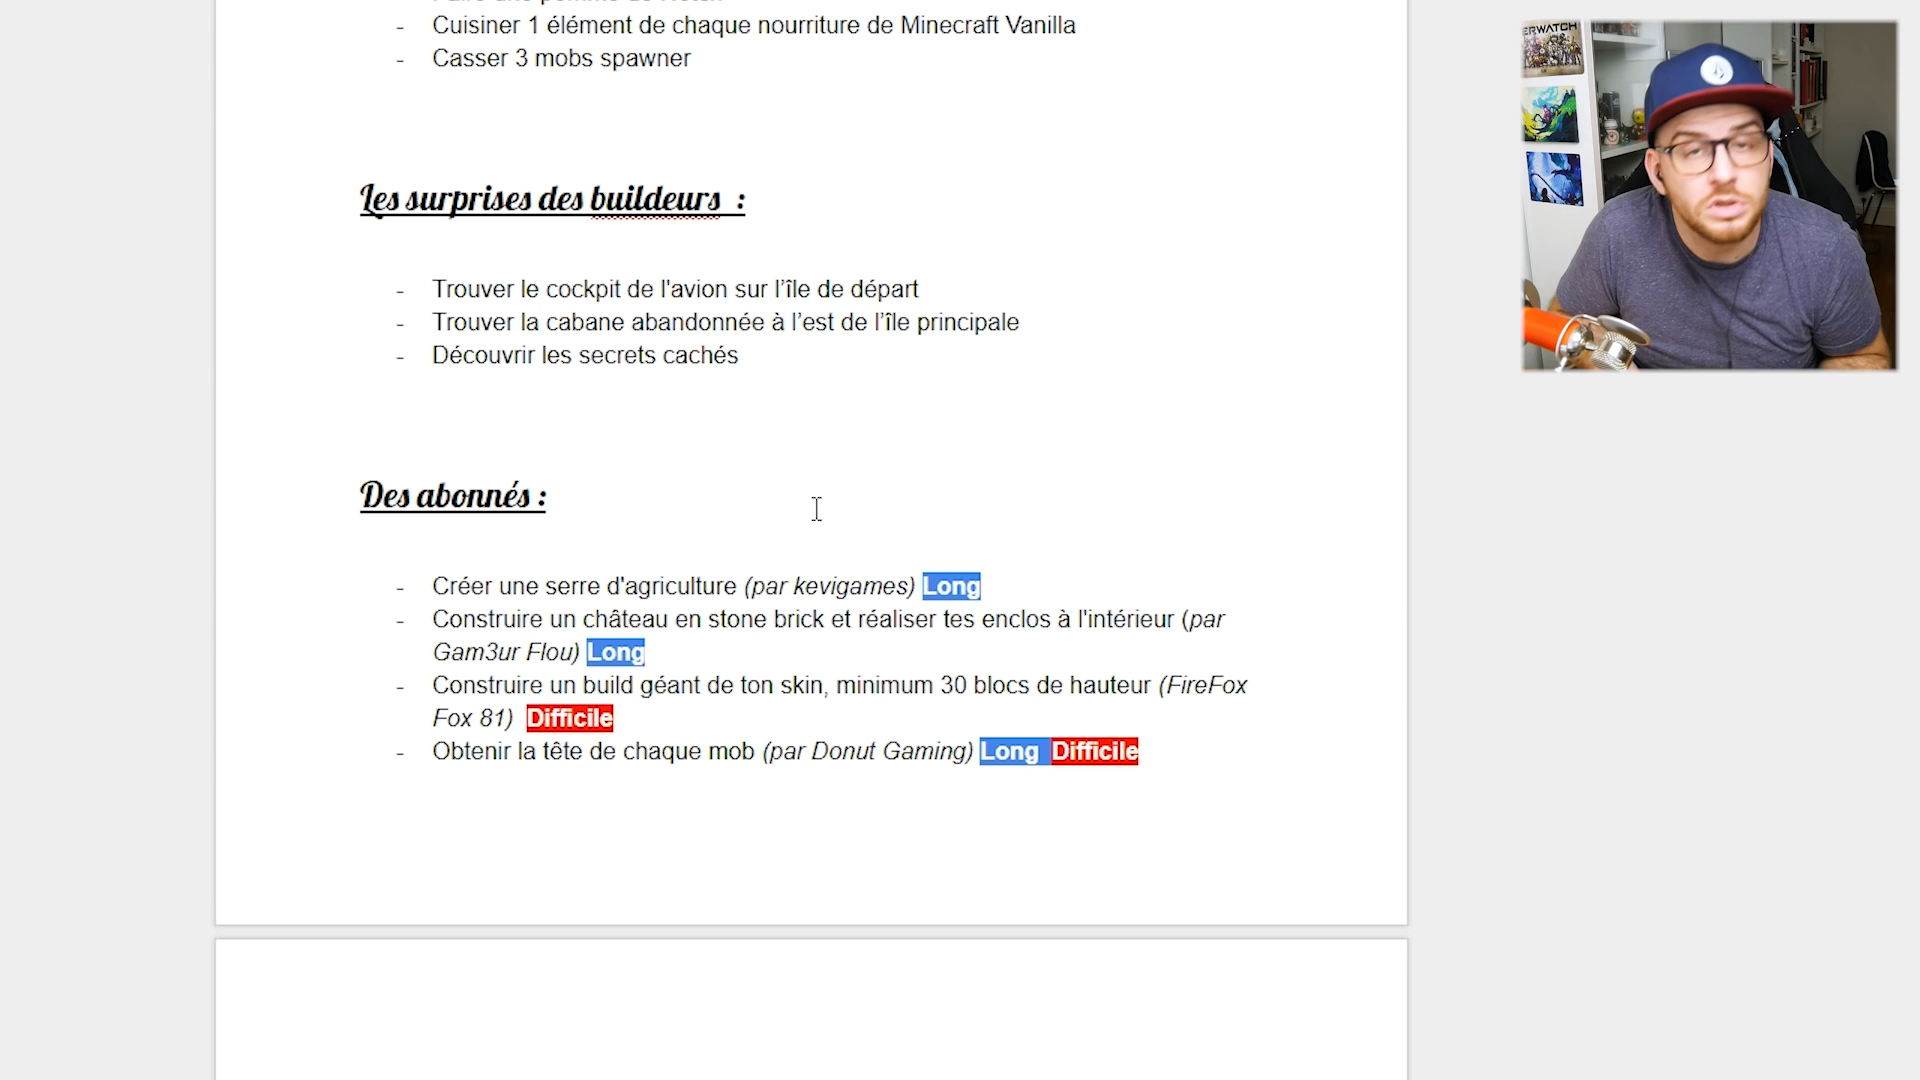 - Cuisiner 1 élément de chaque nourriture de Minecraft Vanilla
- Casser 3 mobs spawner
Les surprises des buildeurs :
- Trouver le cockpit de l'avion sur l’île de départ
- Trouver la cabane abandonnée à l’est de l’île principale
- Découvrir les secrets cachés
Des abonnés :
- Créer une serre d'agriculture (par kevigames) Long
- Construire un château en stone brick et réaliser tes enclos à l'intérieur (par
Gam3ur Flou) Long
- Construire un build géant de ton skin, minimum 30 blocs de hauteur (FireFox
Fox 81) Difficile
- Obtenir la tête de chaque mob (par Donut Gaming) Long Difficile
ERWATCH